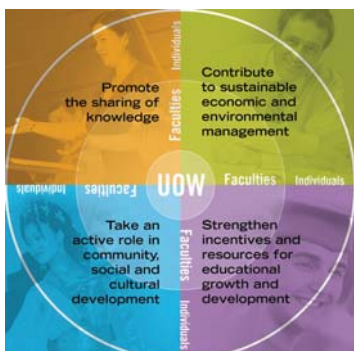 Promote
the sharing of
knowledge
Faculties Individuals
Contribute
to sustainable
economic and
environmental
management
Individuals Faculties
UOW
Faculties Individuals
Take an
active role in
community,
social and
cultural
development
Faculties
Individuals
Strengthen
incentives and
resources for
educational
growth and
development